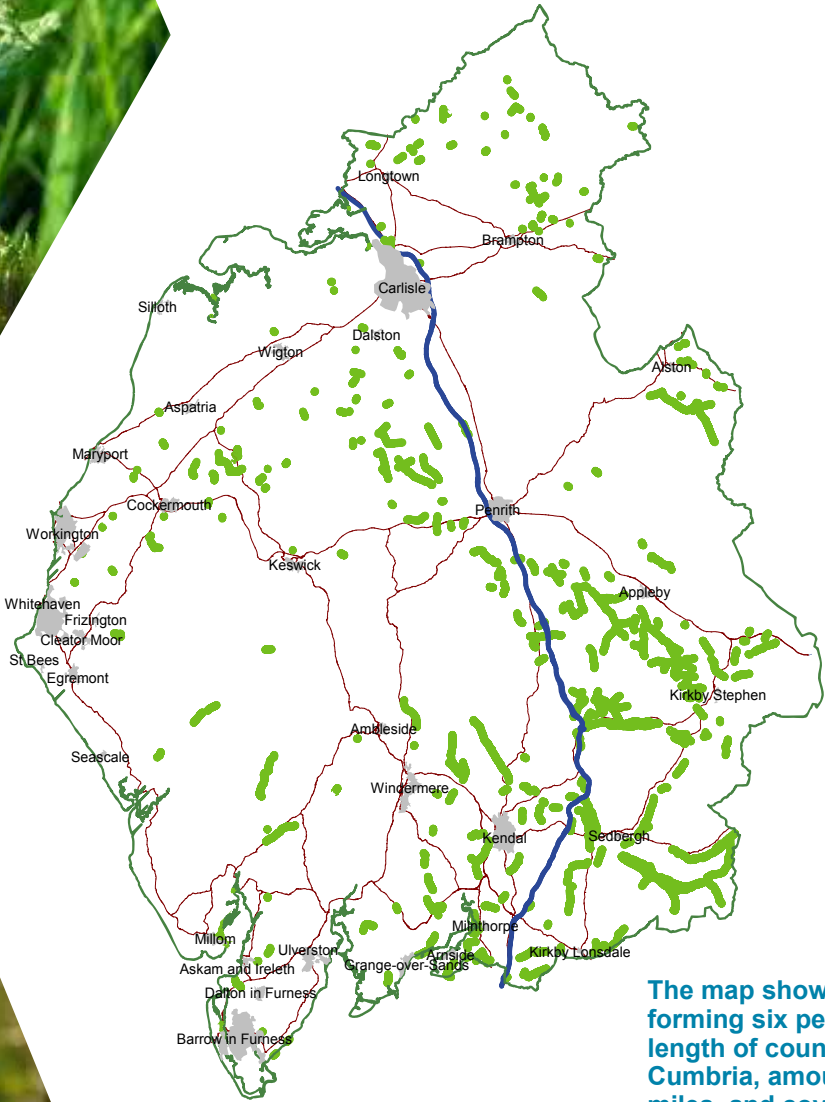 Longtown
Brampton
Carlisle
Silloth
Dalston
Wigton
Alston
Aspatria
Maryport
Cockermouth
Penrith
Workington
Keswick
Appleby
Whitehaven
Frizington
Cleator Moor
St Bees
Egremont
Kirkby Stephen
Ambleside
Seascale
Windermere
Kendal
Sedbergh
Milnthorpe
Millom
Ulverston
Arnside
Kirkby Lonsdale
Askam and Ireleth
Grange-over-Sands
Dalton in Furness
Barrow in Furness
The map show
forming six pe
length of coun
Cumbria, amou
miles, and cov